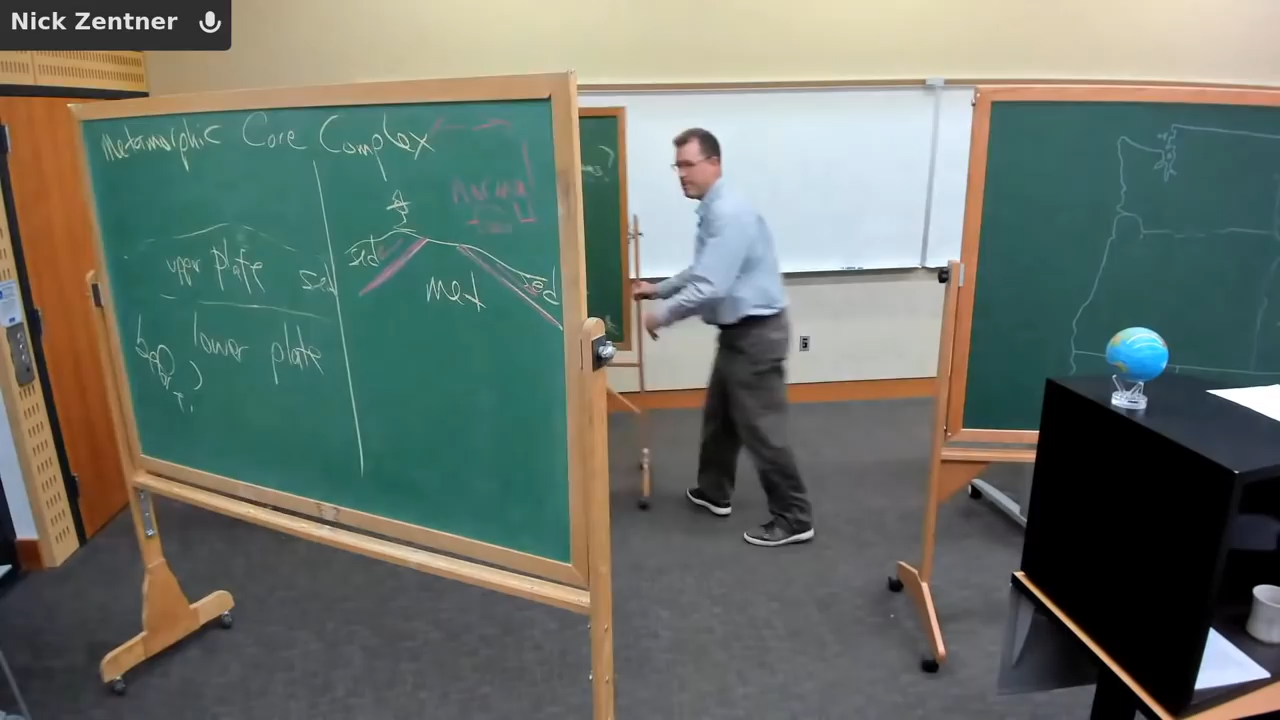 Nick Zentner
Metamorphic Core Complex
upper plate
sed
lower plate
sed
met
sed